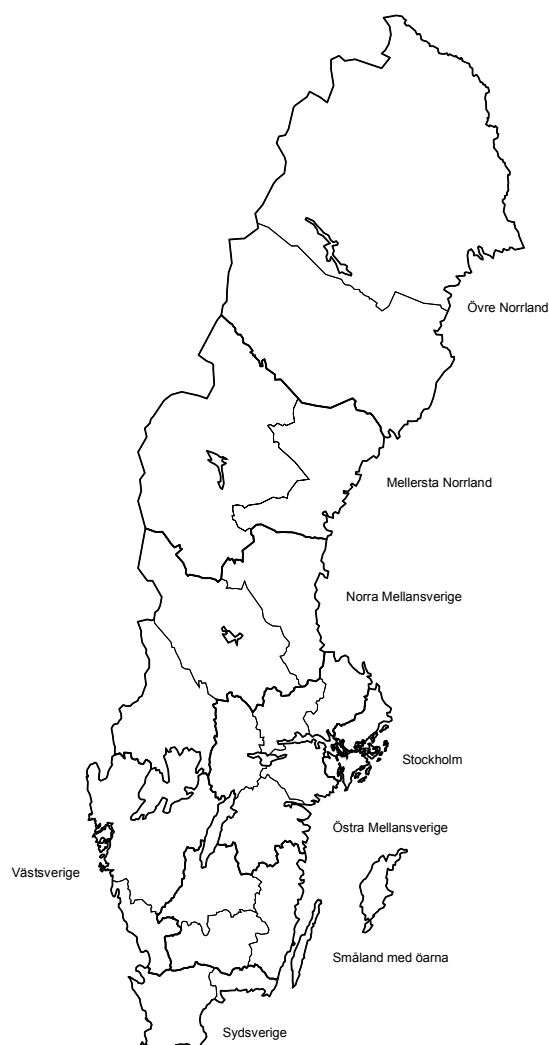 Övre Norrland
Mellersta Norrland
Norra Mellansverige
Stockholm
Östra Mellansverige
Västsverige
Småland med öarna
Sydsverige